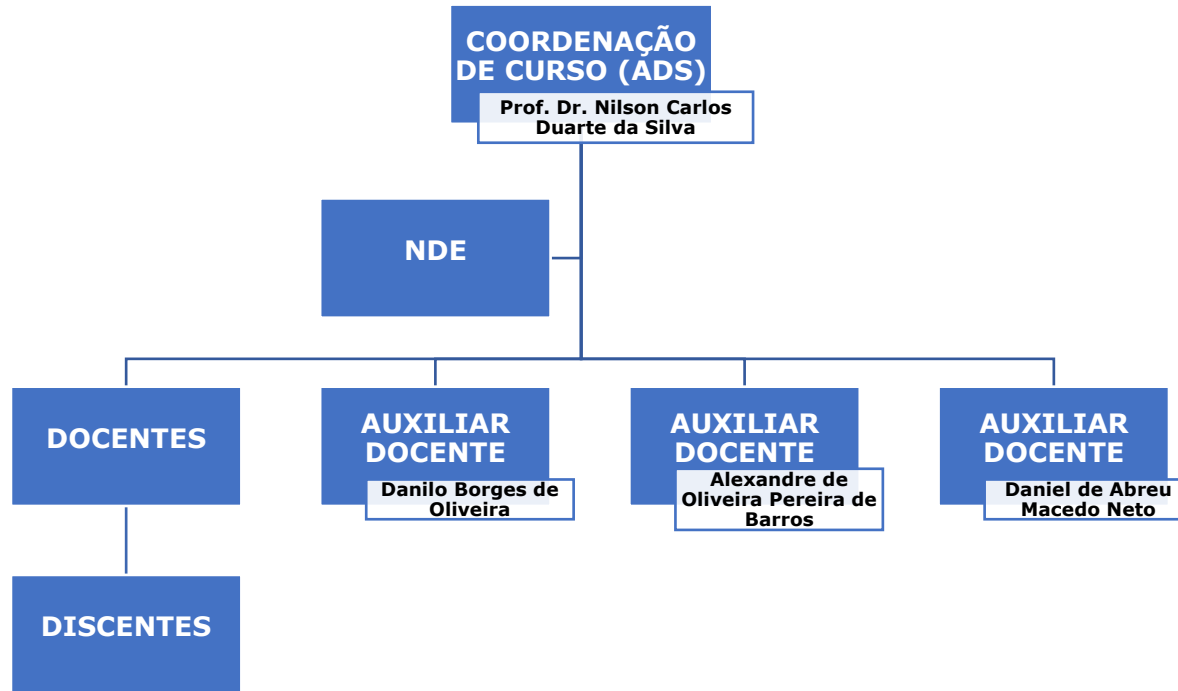 COORDENAÇÃO
DE CURSO (ADS)
Prof. Dr. Nilson Carlos
Duarte da Silva
NDE
DOCENTES
AUXILIAR
DOCENTE
Danilo Borges de
Oliveira
AUXILIAR
DOCENTE
Alexandre de
Oliveira Pereira de
Barros
AUXILIAR
DOCENTE
Daniel de Abreu
Macedo Neto
DISCENTES